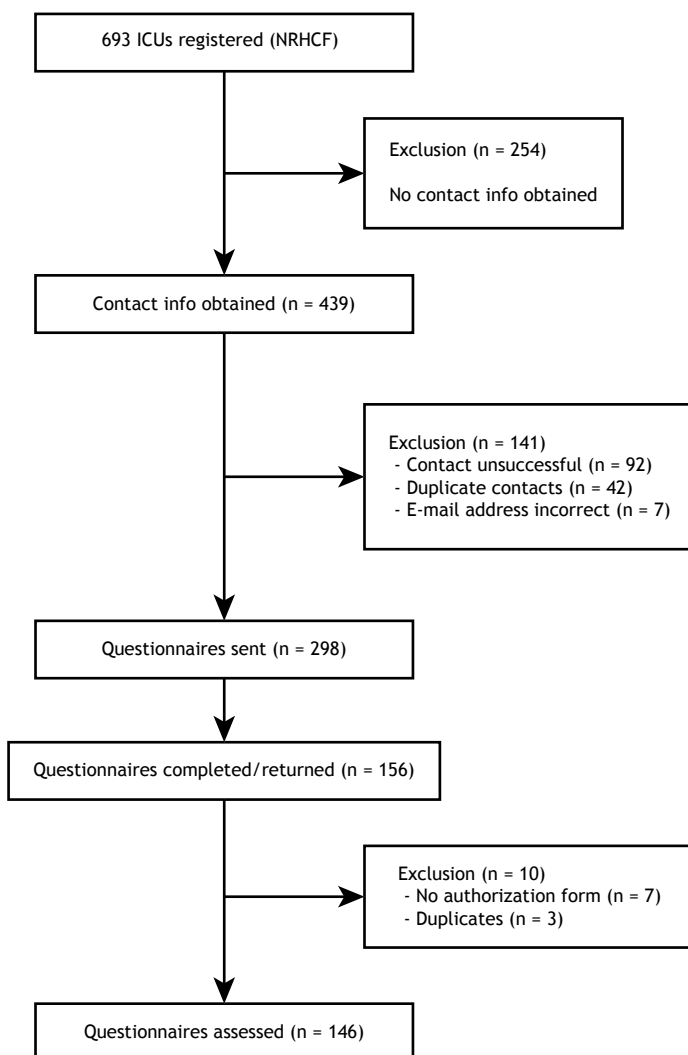 693 ICUs registered (NRHCF)
Exclusion (n = 254)
No contact info obtained
Contact info obtained (n = 439)
Exclusion (n = 141)
- Contact unsuccessful (n = 92)
- Duplicate contacts (n = 42)
- E-mail address incorrect (n = 7)
Questionnaires sent (n = 298)
Questionnaires completed/returned (n = 156)
Exclusion (n = 10)
- No authorization form (n = 7)
- Duplicates (n = 3)
Questionnaires assessed (n = 146)